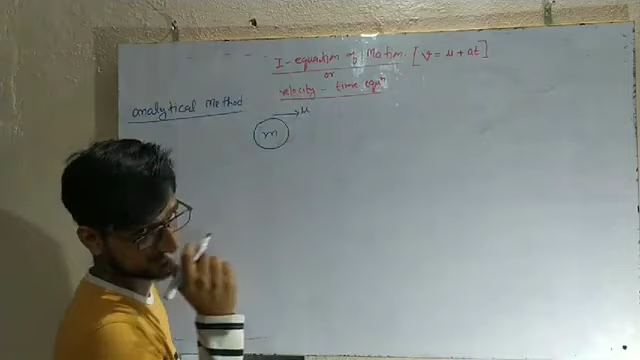 I - equation of Motion. [v = u + at]
or
velocity - time eqn
analytical Method
u
m